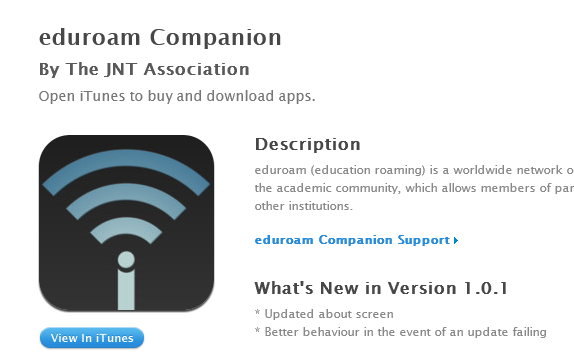 eduroam Companion
By The JNT Association
Open iTunes to buy and download apps.
Description
eduroam (education roaming) is a worldwide network o
the academic community, which allows members of par
other institutions.
eduroam Companion Support
What's New in Version 1.0.1
* Updated about screen
* Better behaviour in the event of an update failing
View In iTunes